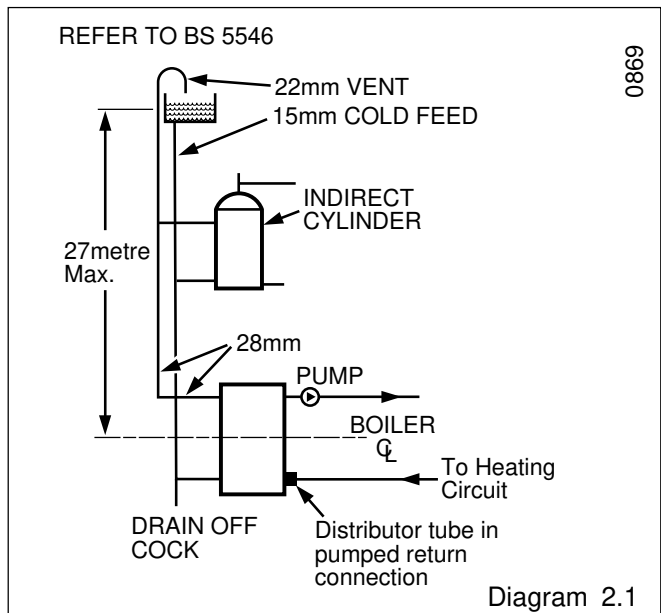 REFER TO BS 5546
0869
22mm VENT
15mm COLD FEED
INDIRECT
CYLINDER
27metre
Max.
28mm
PUMP
BOILER
C
L
To Heating
Circuit
DRAIN OFF
COCK
Distributor tube in
pumped return
connection
Diagram 2.1